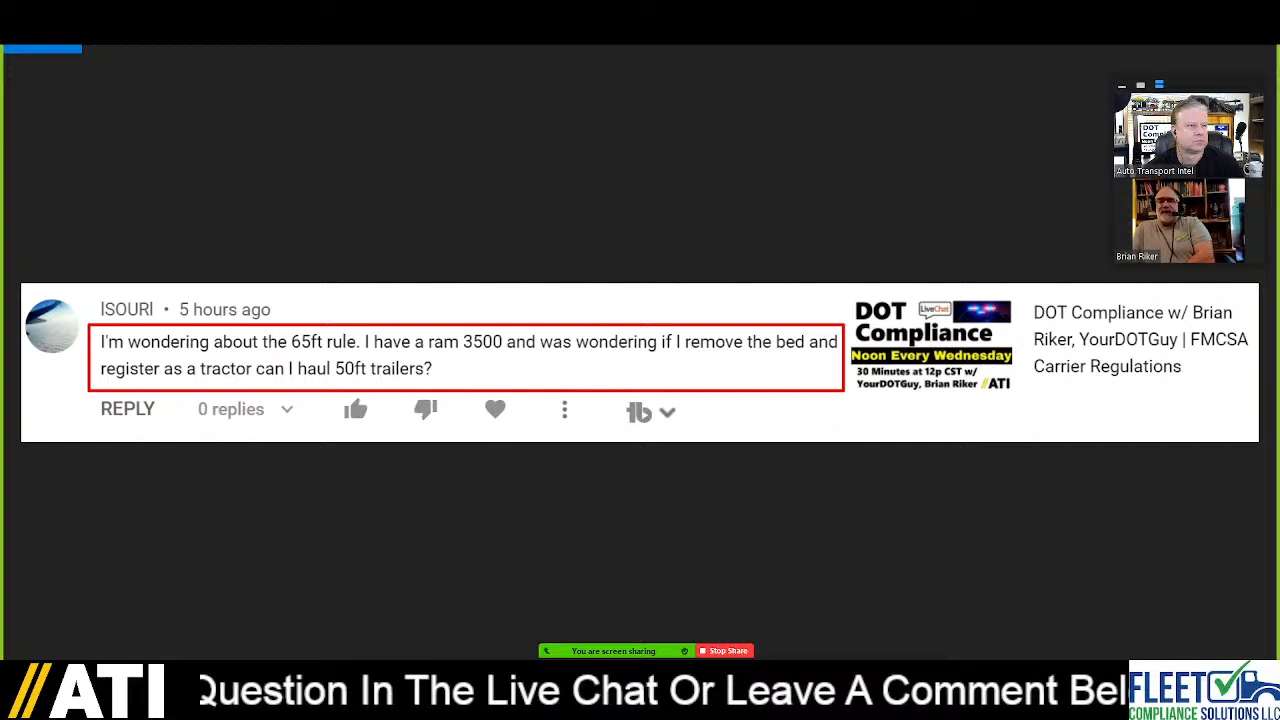 Auto Transport Intel
Brian Riker
ISOURI • 5 hours ago
I'm wondering about the 65ft rule. I have a ram 3500 and was wondering if I remove the bed and
register as a tractor can I haul 50ft trailers?
REPLY 0 replies
DOT LiveChat
Compliance
Noon Every Wednesday
30 Minutes at 12p CST w/
YourDOTGuy, Brian Riker //ATI
DOT Compliance w/ Brian
Riker, YourDOTGuy | FMCSA
Carrier Regulations
You are screen sharing Stop Share
//ATI
Question In The Live Chat Or Leave A Comment Bel
FLEET
COMPLIANCE SOLUTIONS LLC